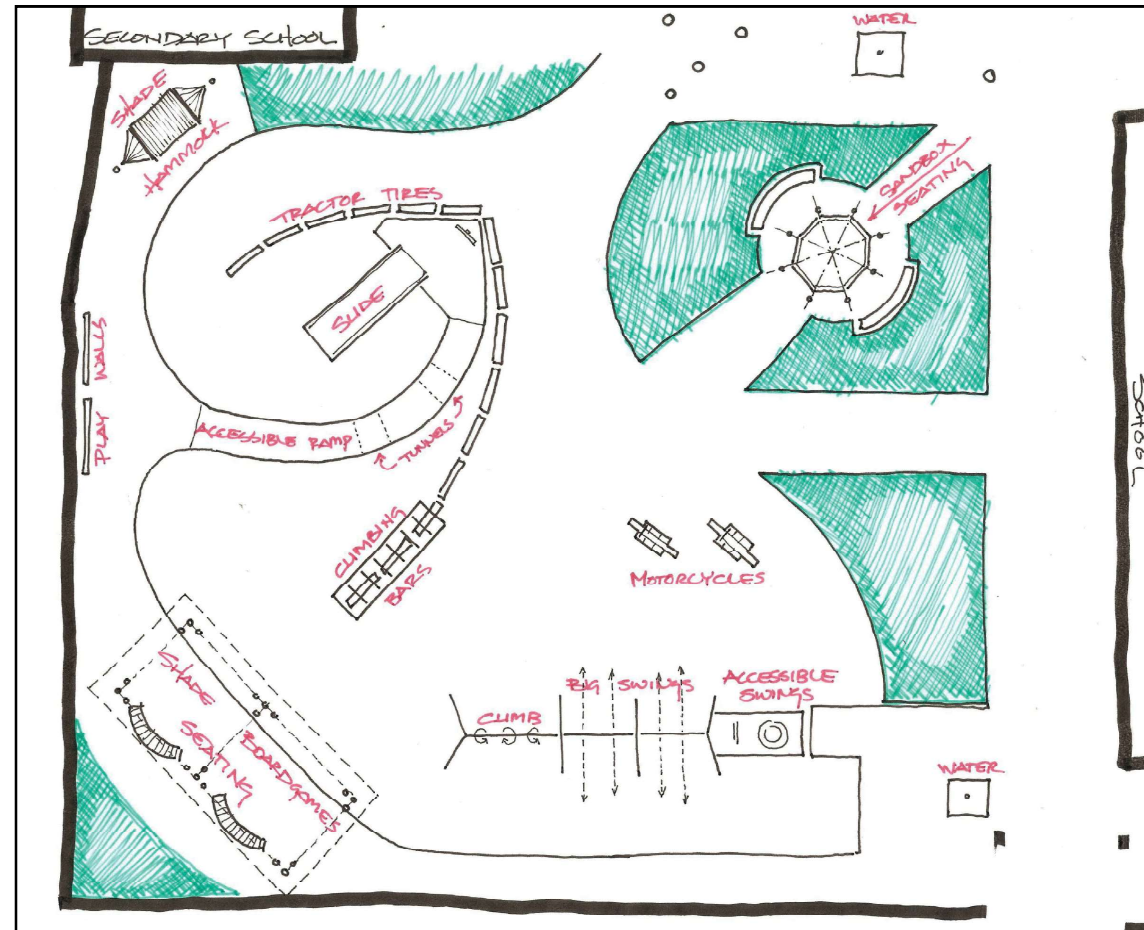 SECONDARY SCHOOL
WATER
SHADE
HAMMOCK
SANDBOX
SEATING
TRACTOR TIRES
SLIDE
PLAY WALLS
ACCESSIBLE RAMP
TUNNELS
SCHOOL
CLIMBING
BARS
MOTORCYCLES
SHADE
SEATING
BOARDGAMES
CLIMB
BIG SWINGS
ACCESSIBLE
SWINGS
WATER